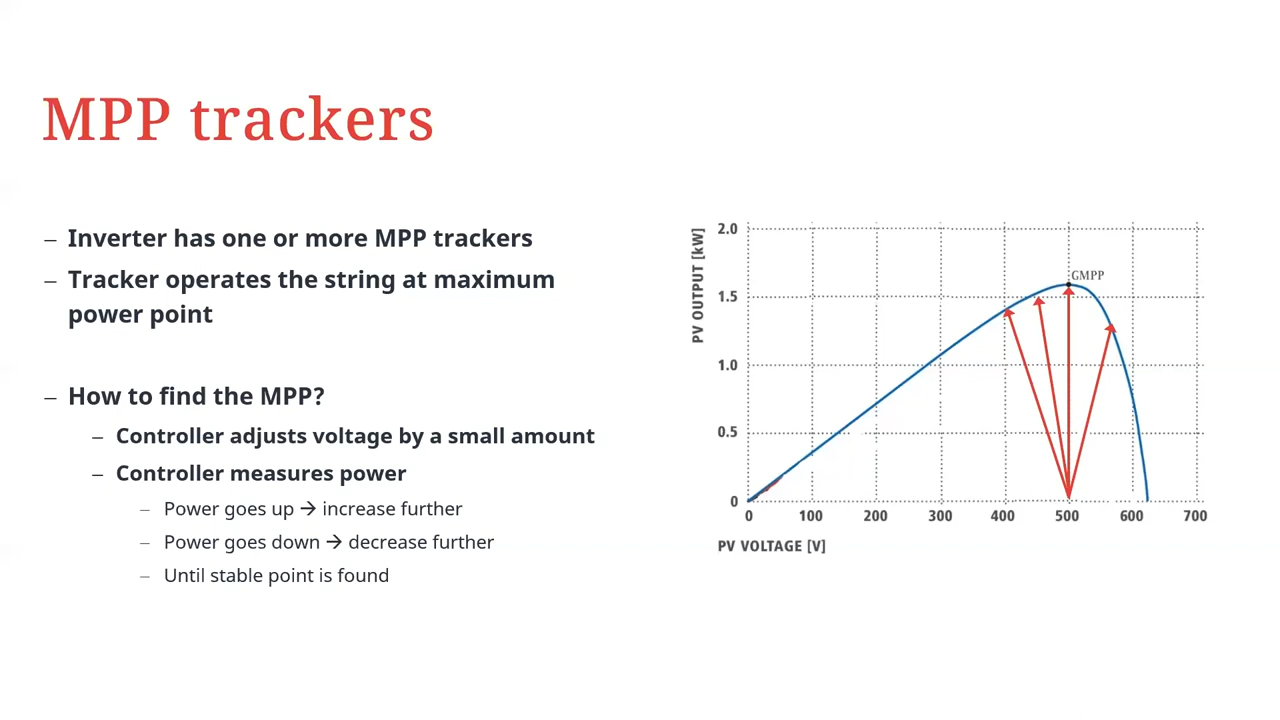 MPP trackers
– Inverter has one or more MPP trackers
– Tracker operates the string at maximum
power point
– How to find the MPP?
– Controller adjusts voltage by a small amount
– Controller measures power
– Power goes up → increase further
– Power goes down → decrease further
– Until stable point is found
PV OUTPUT [kW]
2.0
1.5
1.0
0.5
0
GMPP
0 100 200 300 400 500 600 700
PV VOLTAGE [V]